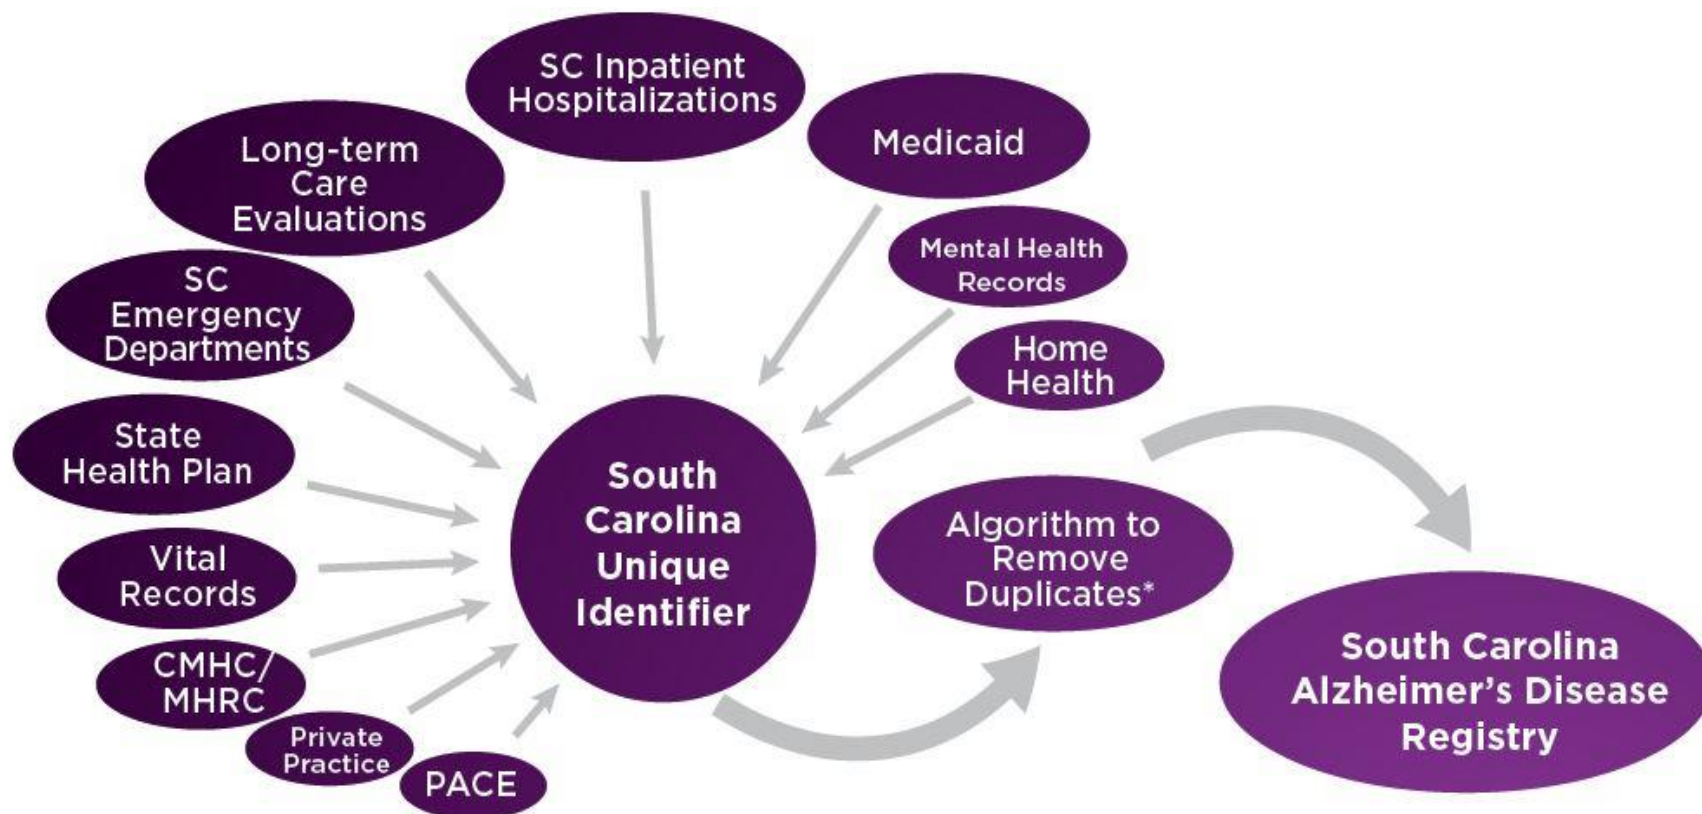 SC Inpatient
Hospitalizations
Medicaid
Long-term
Care
Evaluations
Mental Health
Records
SC
Emergency
Departments
Home
Health
State
Health Plan
South
Carolina
Unique
Identifier
Algorithm to
Remove
Duplicates*
Vital
Records
CMHC/
MHRC
Private
Practice
PACE
South Carolina
Alzheimer’s Disease
Registry